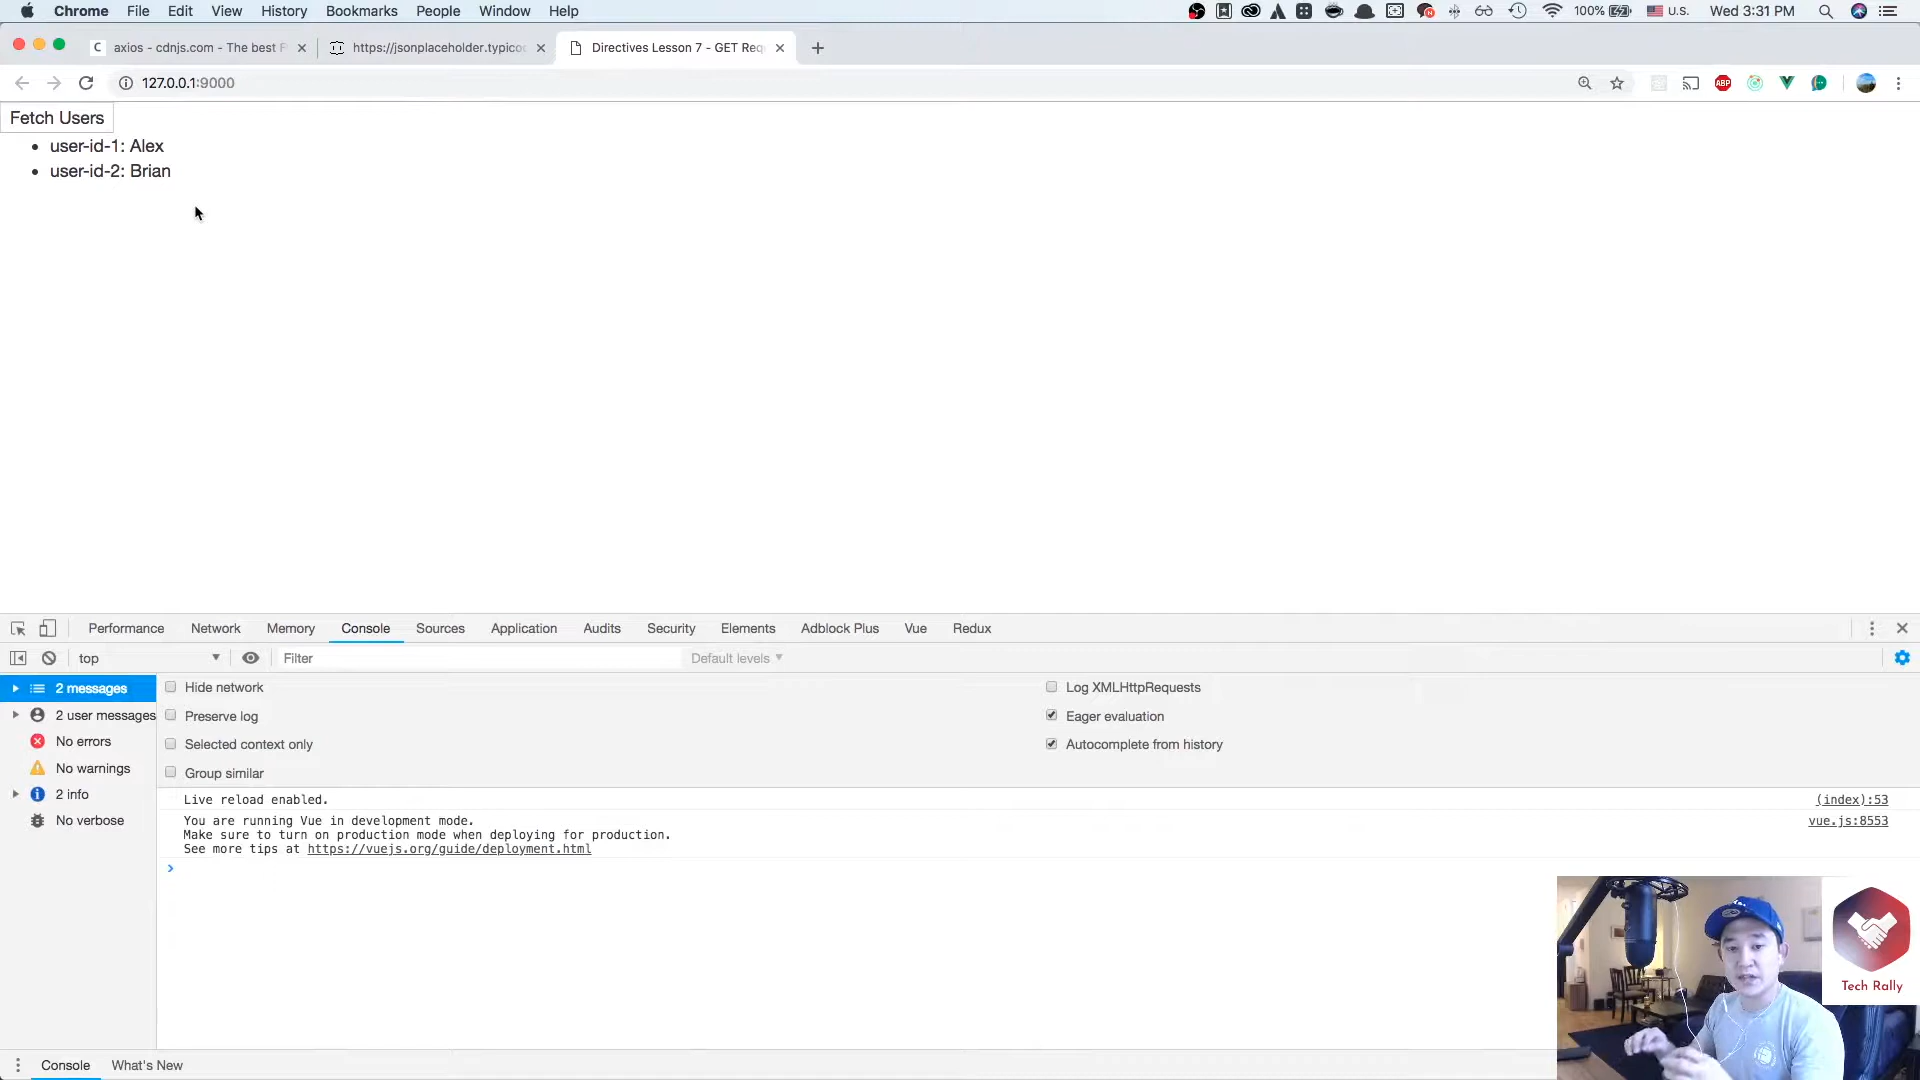 Chrome File Edit View History Bookmarks People Window Help 100% U.S. Wed 3:31 PM
C axios - cdnjs.com - The best F https://jsonplaceholder.typico Directives Lesson 7 - GET Req
127.0.0.1:9000 ABP
Fetch Users
• user-id-1: Alex
• user-id-2: Brian
Performance Network Memory Console Sources Application Audits Security Elements Adblock Plus Vue Redux
top Filter Default levels
2 messages
2 user messages
No errors
No warnings
2 info
No verbose
Hide network Log XMLHttpRequests
Preserve log Eager evaluation
Selected context only Autocomplete from history
Group similar
Live reload enabled. (index):53
You are running Vue in development mode. vue.js:8553
Make sure to turn on production mode when deploying for production.
See more tips at https://vuejs.org/guide/deployment.html
Tech Rally
Console What's New